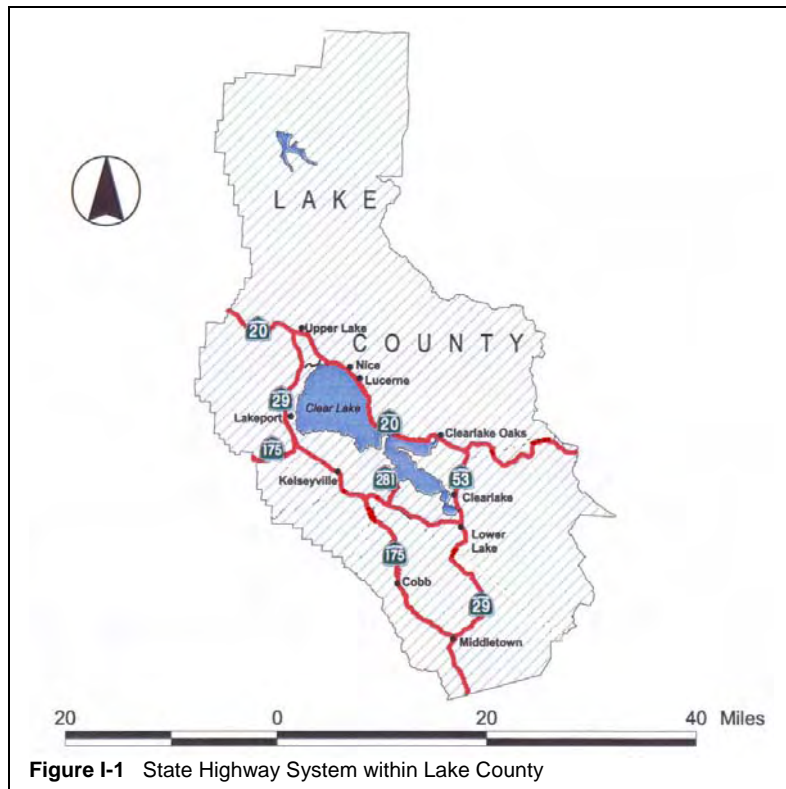 LAKE
20
Upper Lake
COUNTY
Nice
Lucerne
29
Clear Lake
Lakeport
20
Clearlake Oaks
175
Kelseyville
281
53
Clearlake
Lower
Lake
175
Cobb
29
Middletown
20 0 20 40 Miles
Figure I-1 State Highway System within Lake County